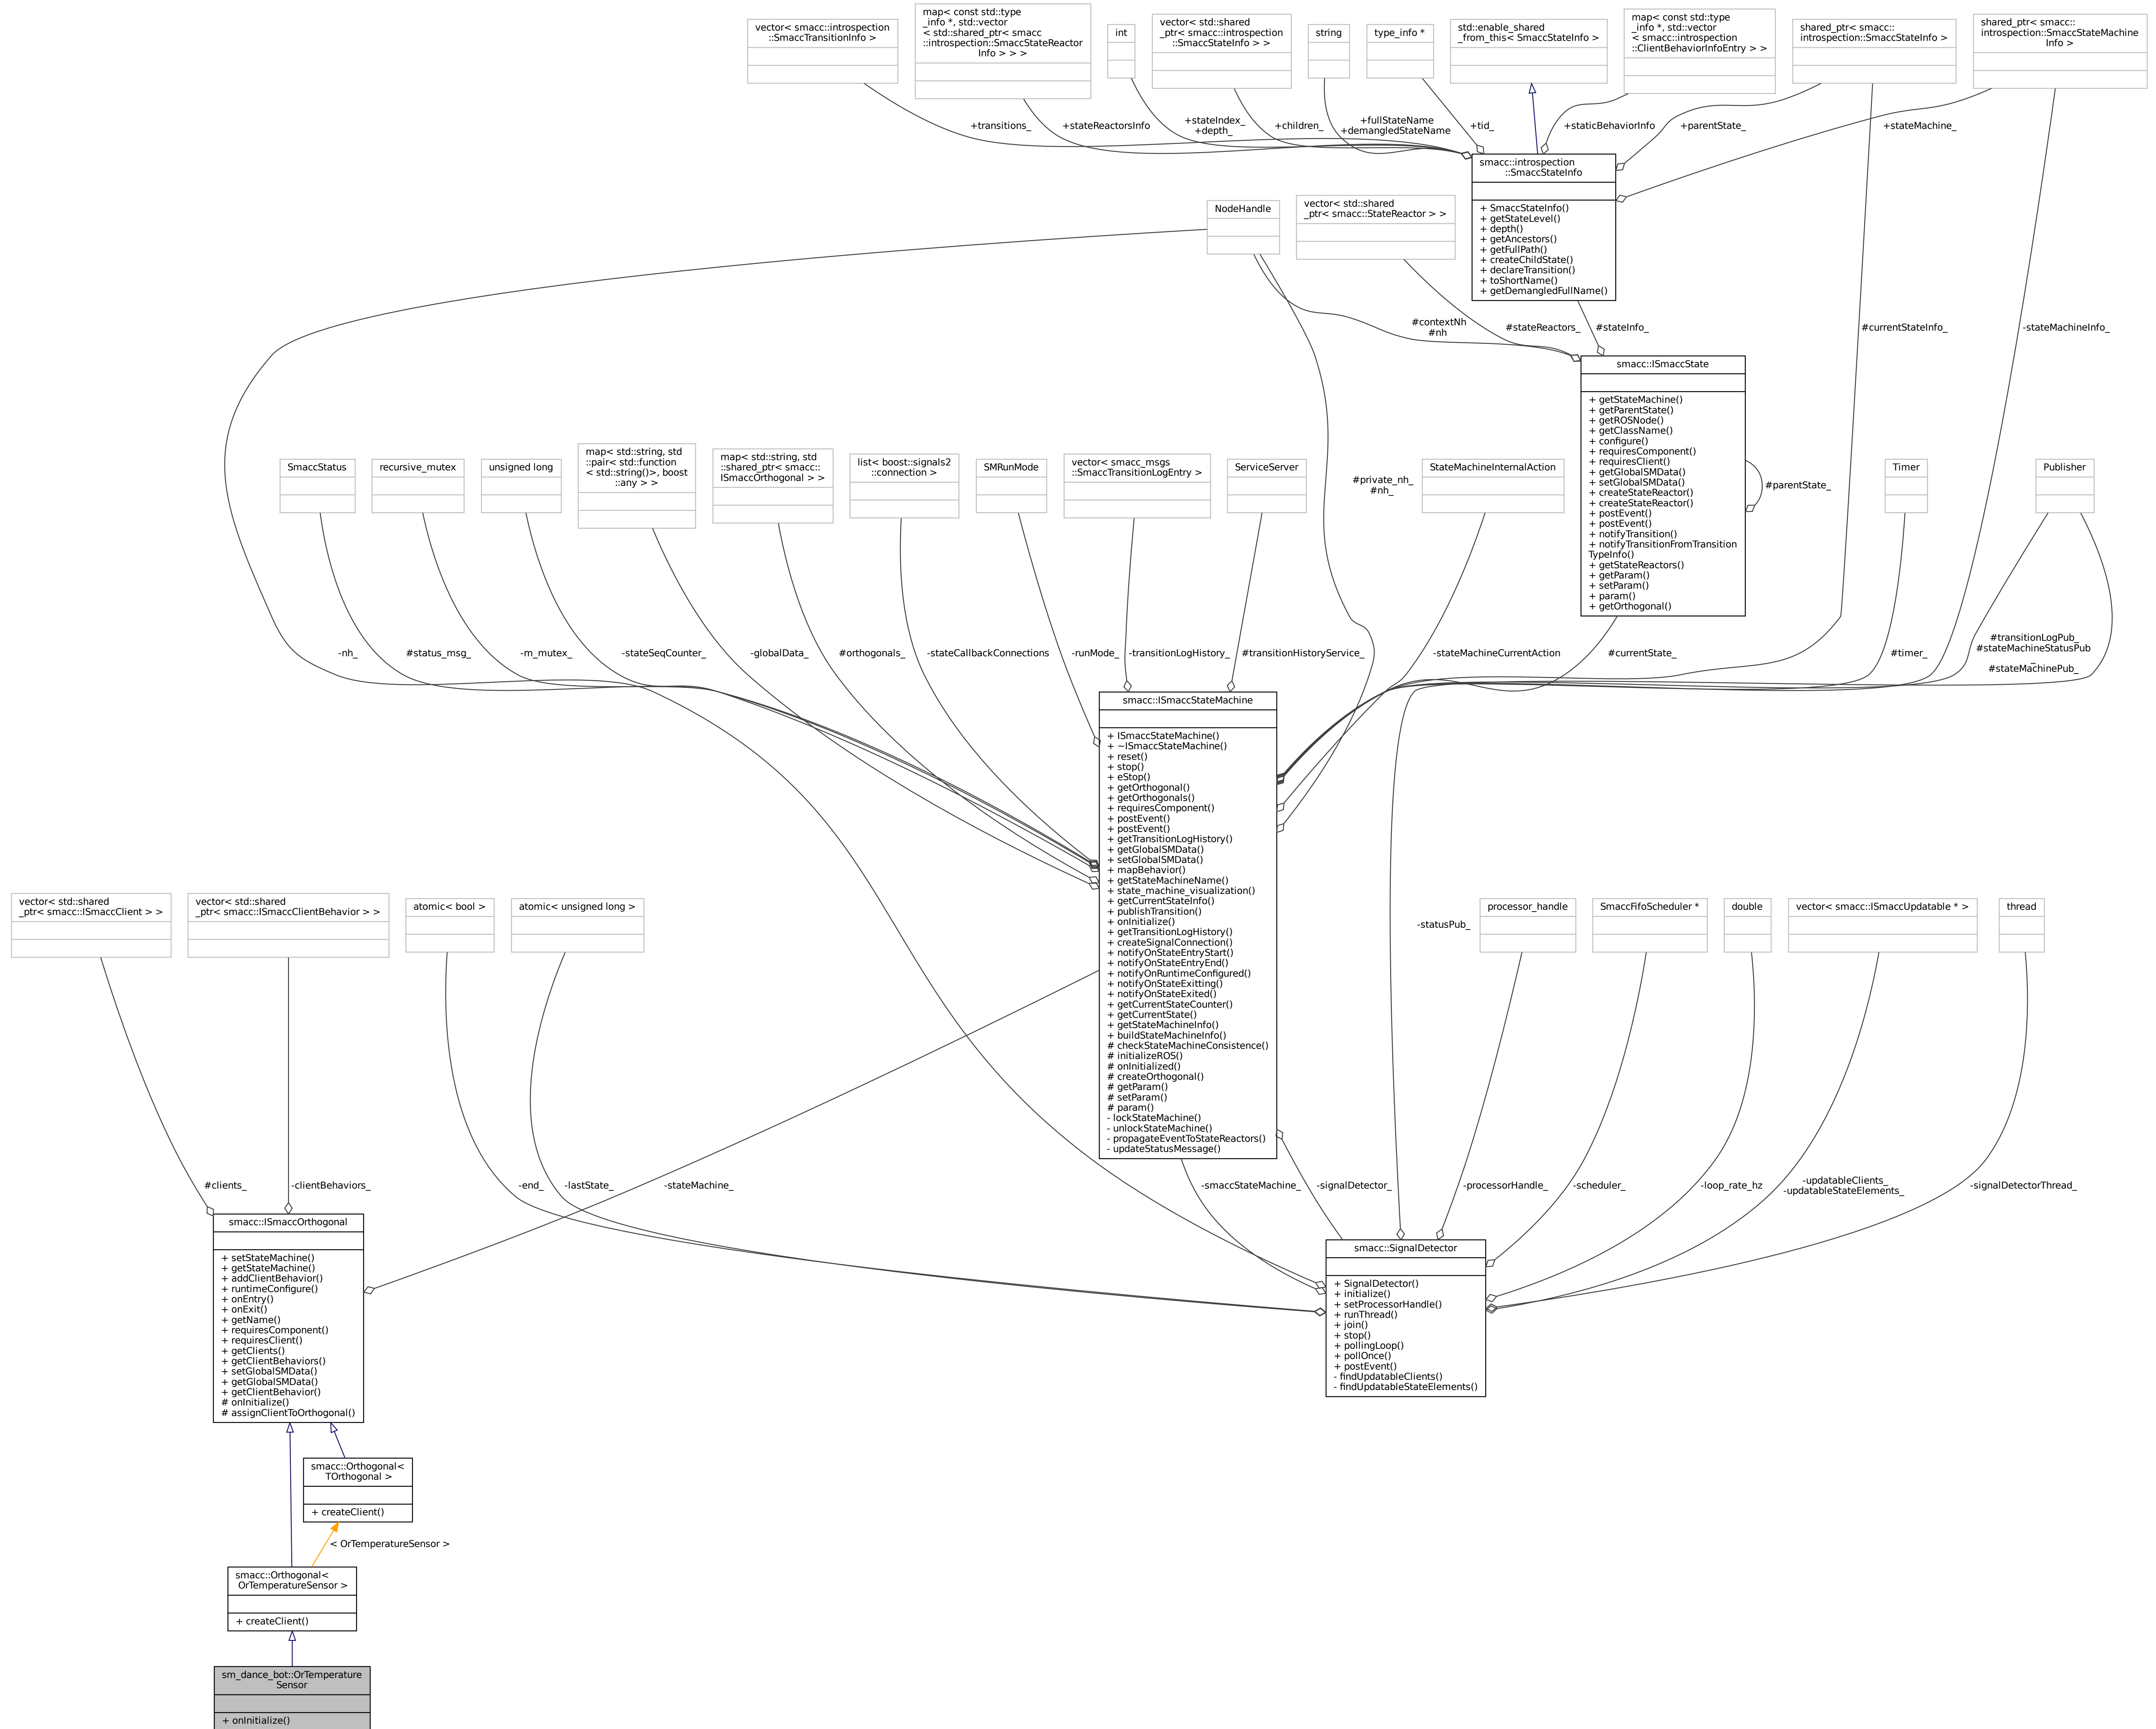 vector< smacc::introspection
::SmaccTransitionInfo >
map< const std::type
_info *, std::vector
< std::shared_ptr< smacc
::introspection::SmaccStateReactor
Info > > >
int
vector< std::shared
_ptr< smacc::introspection
::SmaccStateInfo > >
string
type_info *
std::enable_shared
_from_this< SmaccStateInfo >
map< const std::type
_info *, std::vector
< smacc::introspection
::ClientBehaviorInfoEntry > >
shared_ptr< smacc::
introspection::SmaccStateInfo >
shared_ptr< smacc::
introspection::SmaccStateMachine
Info >
+transitions_
+stateReactorsInfo
+stateIndex_
+depth_
+children_
+fullStateName
+demangledStateName
+tid_
+staticBehaviorInfo
+parentState_
+stateMachine_
smacc::introspection
::SmaccStateInfo
+ SmaccStateInfo()
+ getStateLevel()
+ depth()
+ getAncestors()
+ getFullPath()
+ createChildState()
+ declareTransition()
+ toShortName()
+ getDemangledFullName()
NodeHandle
vector< std::shared
_ptr< smacc::StateReactor > >
#contextNh
#nh
#stateReactors_
#stateInfo_
#currentStateInfo_
-stateMachineInfo_
smacc::ISmaccState
+ getStateMachine()
+ getParentState()
+ getROSNode()
+ getClassName()
+ configure()
+ requiresComponent()
+ requiresClient()
+ getGlobalSMData()
+ setGlobalSMData()
+ createStateReactor()
+ createStateReactor()
+ postEvent()
+ postEvent()
+ notifyTransition()
+ notifyTransitionFromTransition
TypeInfo()
+ getStateReactors()
+ getParam()
+ setParam()
+ param()
+ getOrthogonal()
#parentState_
SmaccStatus
recursive_mutex
unsigned long
map< std::string, std
::pair< std::function
< std::string()>, boost
::any > >
map< std::string, std
::shared_ptr< smacc::
ISmaccOrthogonal > >
list< boost::signals2
::connection >
SMRunMode
vector< smacc_msgs
::SmaccTransitionLogEntry >
ServiceServer
#private_nh_
#nh_
StateMachineInternalAction
Timer
Publisher
-nh_
#status_msg_
-m_mutex_
-stateSeqCounter_
-globalData_
#orthogonals_
-stateCallbackConnections
-runMode_
-transitionLogHistory_
#transitionHistoryService_
-stateMachineCurrentAction
#currentState_
#timer_
#transitionLogPub_
#stateMachineStatusPub
_
#stateMachinePub_
smacc::ISmaccStateMachine
+ ISmaccStateMachine()
+ ~ISmaccStateMachine()
+ reset()
+ stop()
+ eStop()
+ getOrthogonal()
+ getOrthogonals()
+ requiresComponent()
+ postEvent()
+ postEvent()
+ getTransitionLogHistory()
+ getGlobalSMData()
+ setGlobalSMData()
+ mapBehavior()
+ getStateMachineName()
+ state_machine_visualization()
+ getCurrentStateInfo()
+ publishTransition()
+ onInitialize()
+ getTransitionLogHistory()
+ createSignalConnection()
+ notifyOnStateEntryStart()
+ notifyOnStateEntryEnd()
+ notifyOnRuntimeConfigured()
+ notifyOnStateExitting()
+ notifyOnStateExited()
+ getCurrentStateCounter()
+ getCurrentState()
+ getStateMachineInfo()
+ buildStateMachineInfo()
# checkStateMachineConsistence()
# initializeROS()
# onInitialized()
# createOrthogonal()
# getParam()
# setParam()
# param()
- lockStateMachine()
- unlockStateMachine()
- propagateEventToStateReactors()
- updateStatusMessage()
vector< std::shared
_ptr< smacc::ISmaccClient > >
vector< std::shared
_ptr< smacc::ISmaccClientBehavior > >
atomic< bool >
atomic< unsigned long >
-statusPub_
processor_handle
SmaccFifoScheduler *
double
vector< smacc::ISmaccUpdatable * >
thread
#clients_
-clientBehaviors_
-end_
-lastState_
-stateMachine_
-smaccStateMachine_
-signalDetector_
-processorHandle_
-scheduler_
-loop_rate_hz
-updatableClients_
-updatableStateElements_
-signalDetectorThread_
smacc::ISmaccOrthogonal
+ setStateMachine()
+ getStateMachine()
+ addClientBehavior()
+ runtimeConfigure()
+ onEntry()
+ onExit()
+ getName()
+ requiresComponent()
+ requiresClient()
+ getClients()
+ getClientBehaviors()
+ setGlobalSMData()
+ getGlobalSMData()
+ getClientBehavior()
# onInitialize()
# assignClientToOrthogonal()
smacc::SignalDetector
+ SignalDetector()
+ initialize()
+ setProcessorHandle()
+ runThread()
+ join()
+ stop()
+ pollingLoop()
+ pollOnce()
+ postEvent()
- findUpdatableClients()
- findUpdatableStateElements()
smacc::Orthogonal<
TOrthogonal >
+ createClient()
< OrTemperatureSensor >
smacc::Orthogonal<
OrTemperatureSensor >
+ createClient()
sm_dance_bot::OrTemperature
Sensor
+ onInitialize()